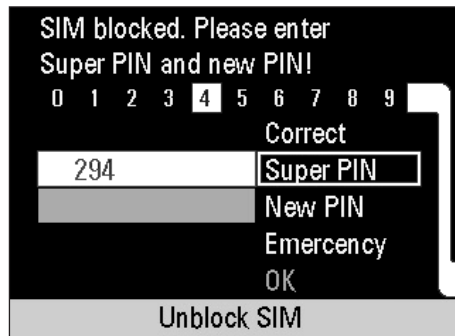 SIM blocked. Please enter
Super PIN and new PIN!
0 1 2 3 4 5 6 7 8 9
Correct
294 Super PIN
New PIN
Emercency
OK
Unblock SIM